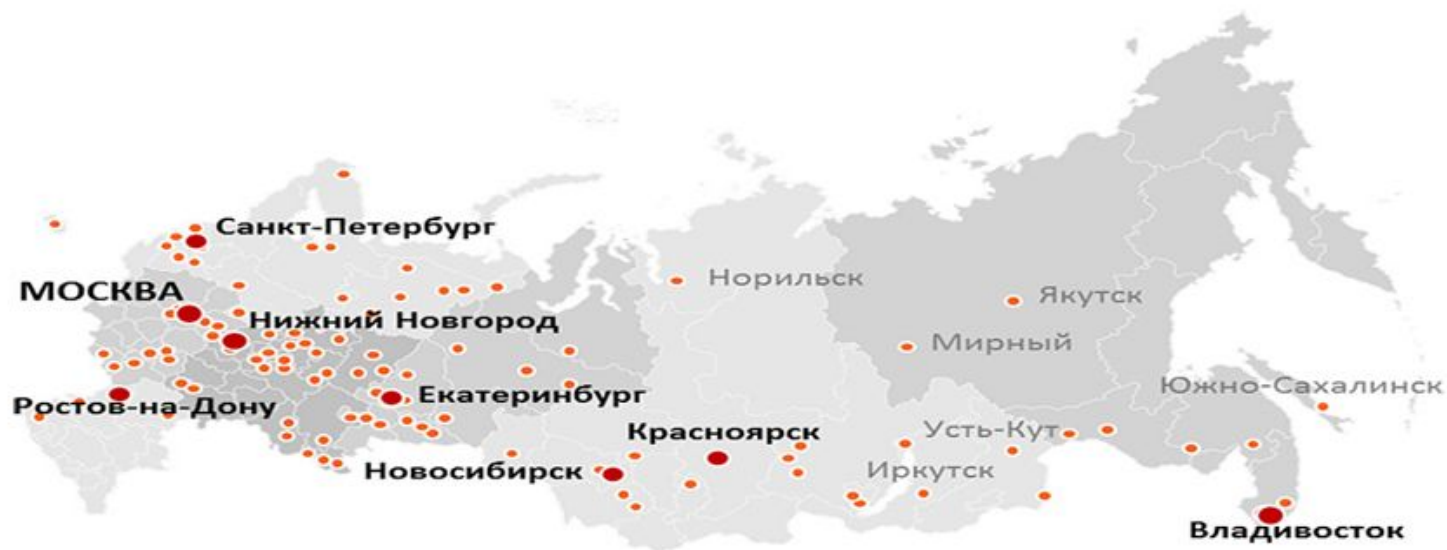 Санкт-Петербург
Норильск
МОСКВА
Якутск
Нижний Новгород
Мирный
Южно-Сахалинск
Екатеринбург
Ростов-на-Дону
Красноярск
Усть-Кут
Новосибирск
Иркутск
Владивосток